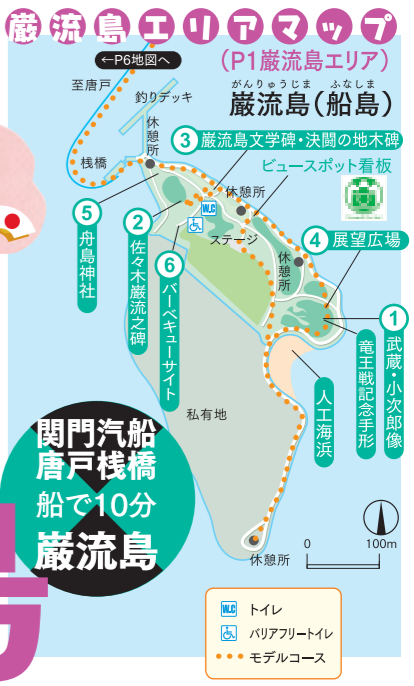 巌流島エリアマップ
←P6地図へ
(P1巌流島エリア)
がんりゅうじま ふなしま
巌流島(船島)
至唐戸
釣りデッキ
休憩所
桟橋
3 巌流島文学碑・決闘の地木碑
ビュースポット看板
休憩所
W.C
ステージ
4 展望広場
休憩所
5 舟島神社
2 佐々木巌流之碑
6 バーベキューサイト
1 武蔵・小次郎像
竜王戦記念手形
人工海浜
私有地
関門汽船
唐戸桟橋
船で10分
巌流島
休憩所
0 100m
W.C トイレ
バリアフリートイレ
モデルコース